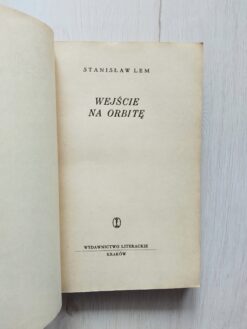 STANISŁAW LEM
WEJŚCIE
NA ORBITĘ
WYDAWNICTWO LITERACKIE
KRAKÓW